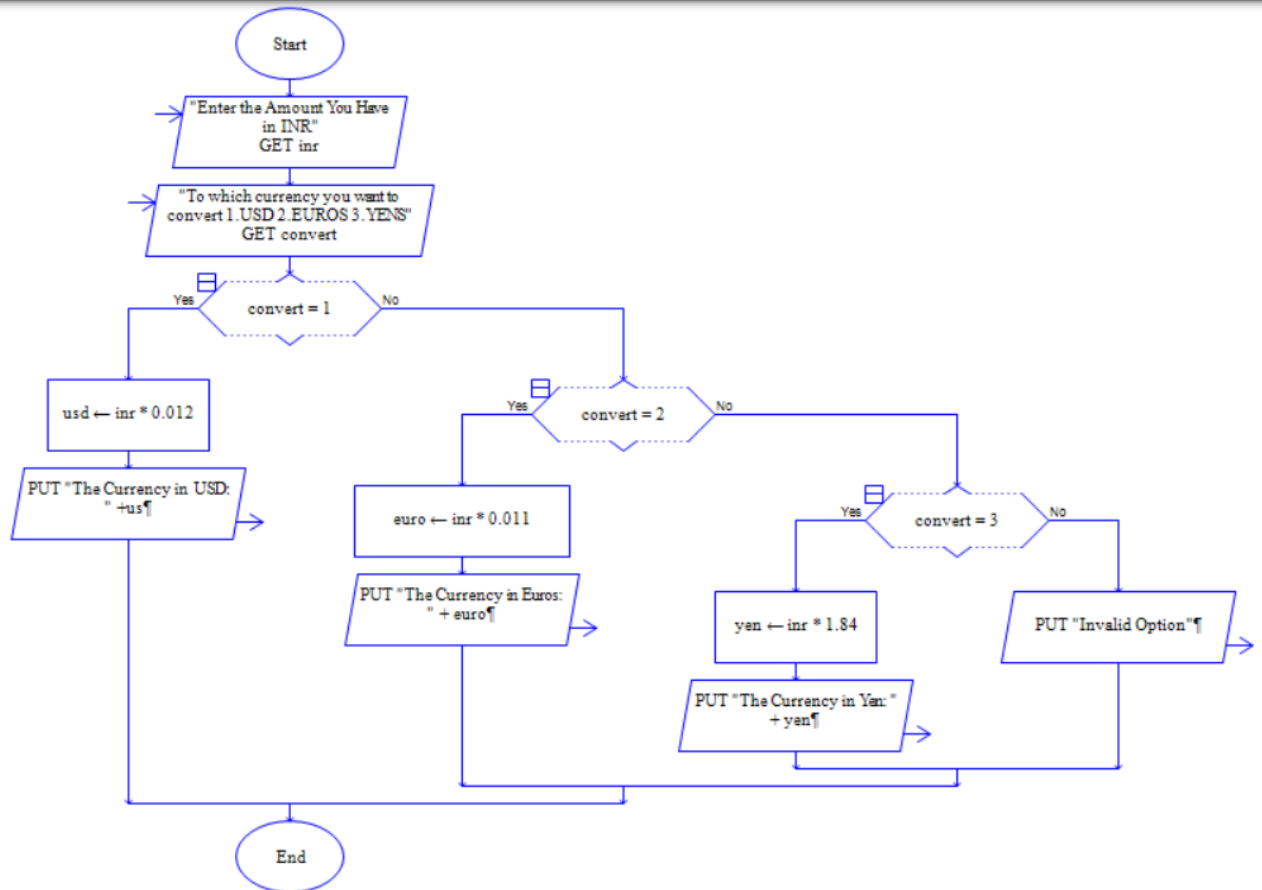 Start
"Enter the Amount You Have
in INR"
GET inr
"To which currency you want to
convert 1.USD 2.EUROS 3.YENS"
GET convert
Yes
convert = 1
No
usd ← inr * 0.012
PUT "The Currency in USD:
" +us¶
Yes
convert = 2
No
euro ← inr * 0.011
PUT "The Currency in Euros:
" + euro¶
Yes
convert = 3
No
yen ← inr * 1.84
PUT "The Currency in Yen: "
+ yen¶
PUT "Invalid Option"¶
End